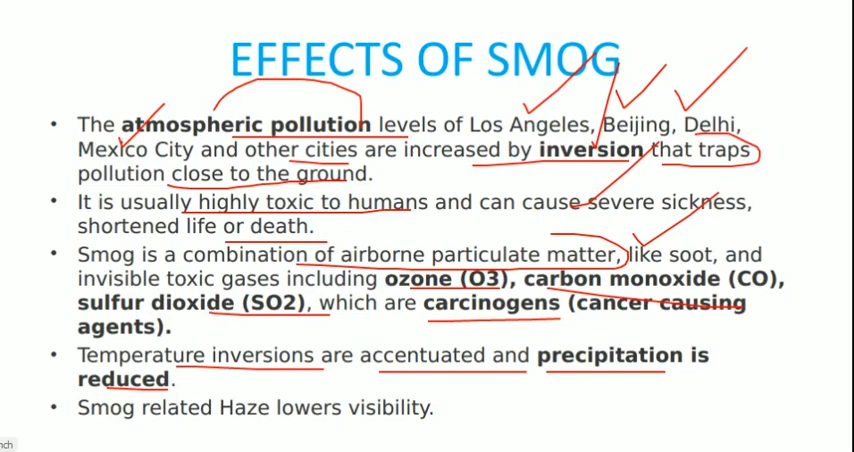 EFFECTS OF SMOG
• The atmospheric pollution levels of Los Angeles, Beijing, Delhi,
Mexico City and other cities are increased by inversion that traps
pollution close to the ground.
• It is usually highly toxic to humans and can cause severe sickness,
shortened life or death.
• Smog is a combination of airborne particulate matter, like soot, and
invisible toxic gases including ozone (O3), carbon monoxide (CO),
sulfur dioxide (SO2), which are carcinogens (cancer causing
agents).
• Temperature inversions are accentuated and precipitation is
reduced.
• Smog related Haze lowers visibility.
nch